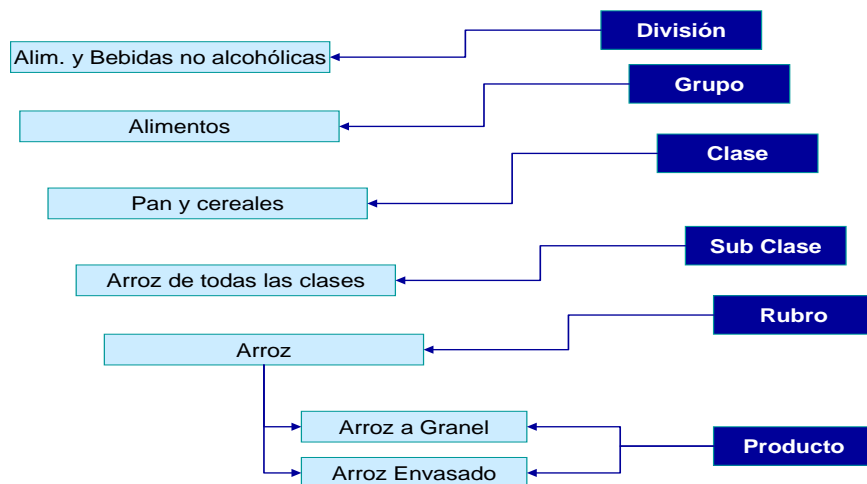 División
Alim. y Bebidas no alcohólicas
Grupo
Alimentos
Clase
Pan y cereales
Sub Clase
Arroz de todas las clases
Rubro
Arroz
Arroz a Granel
Producto
Arroz Envasado